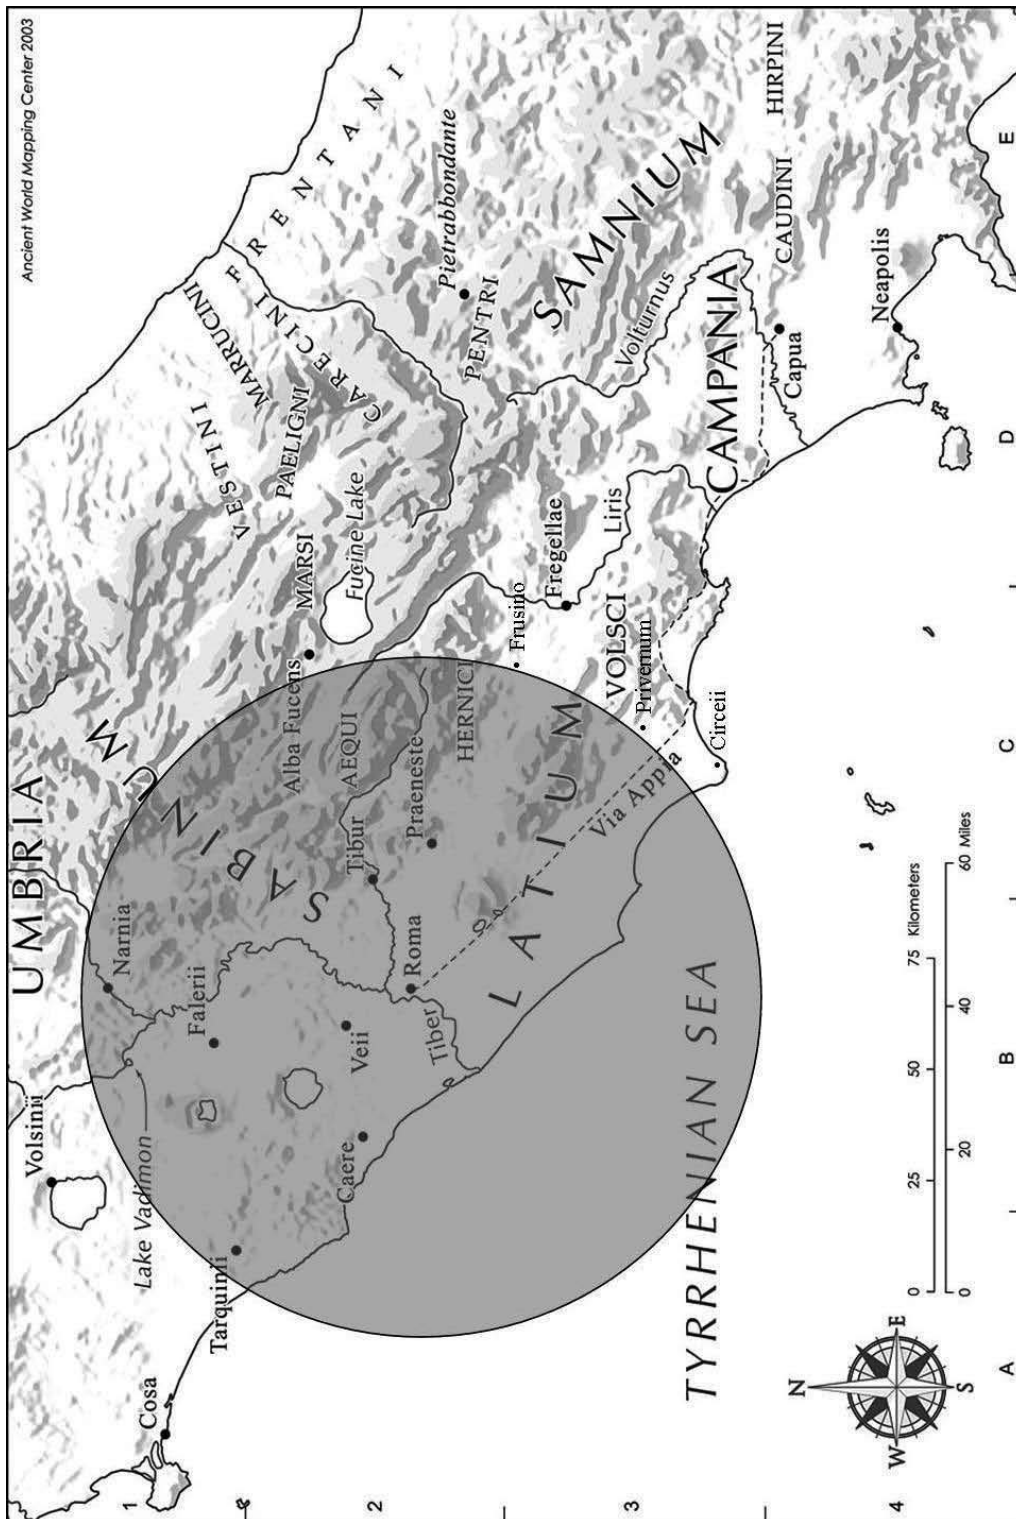 Ancient World Mapping Center 2003
UMBRIA
Volsinii
Narnia
Lake Vadimon
Falerii
SABINUM
VESTINI
MARRUCINI
FRENTANI
PAELIGNI
CARECINI
MARSI
Fucine Lake
Alba Fucens
AEQUI
Tarquinii
Cosa
Caere
Veii
Tiber
Roma
Tibur
Praeneste
HERNICI
Frusino
Fregellae
Liris
VOLSCI
Privernum
Circeii
LATIUM
Via Appia
Pietrabbondante
PENTRI
SAMNIUM
Volturnus
CAMPANIA
Capua
CAUDINI
HIRPINI
Neapolis
TYRRHENIAN SEA
0 25 50 75 Kilometers
0 20 40 60 Miles
N
E
S
W
1
2
3
4
A
B
C
D
E